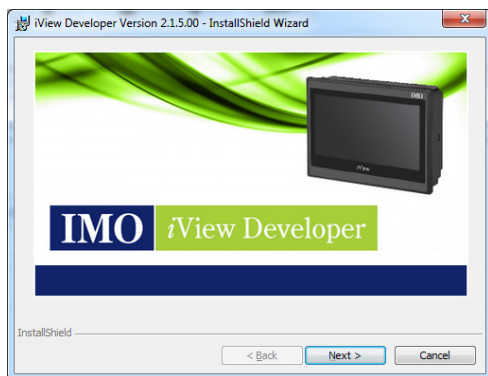 iView Developer Version 2.1.5.00 - InstallShield Wizard
IMO
iView
IMO iView Developer
InstallShield
< Back Next > Cancel